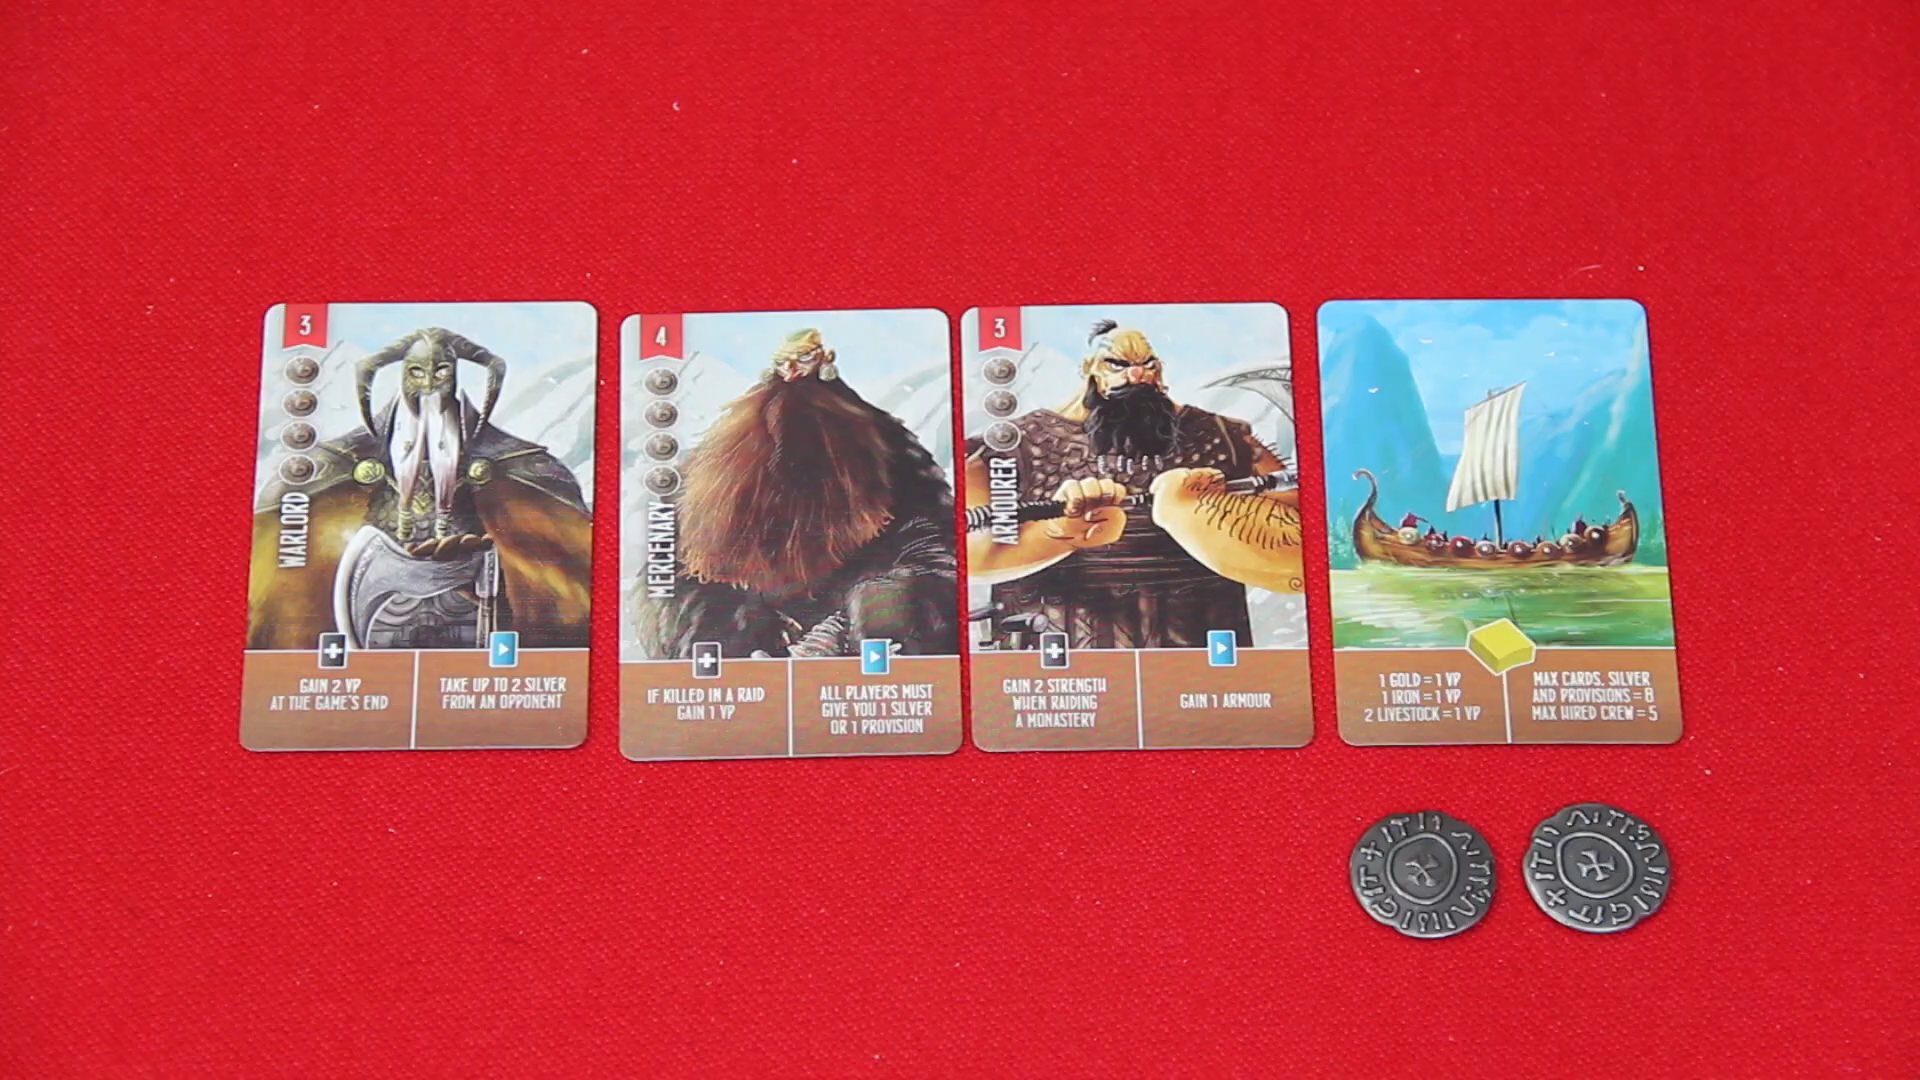 3
WARLORD
GAIN 2 VP
AT THE GAME'S END
TAKE UP TO 2 SILVER
FROM AN OPPONENT
4
MERCENARY
IF KILLED IN A RAID
GAIN 1 VP
ALL PLAYERS MUST
GIVE YOU 1 SILVER
OR 1 PROVISION
3
ARMOURER
GAIN 2 STRENGTH
WHEN RAIDING
A MONASTERY
GAIN 1 ARMOUR
1 GOLD = 1 VP
1 IRON = 1 VP
2 LIVESTOCK = 1 VP
MAX CARDS, SILVER
AND PROVISIONS = 8
MAX HIRED CREW = 5